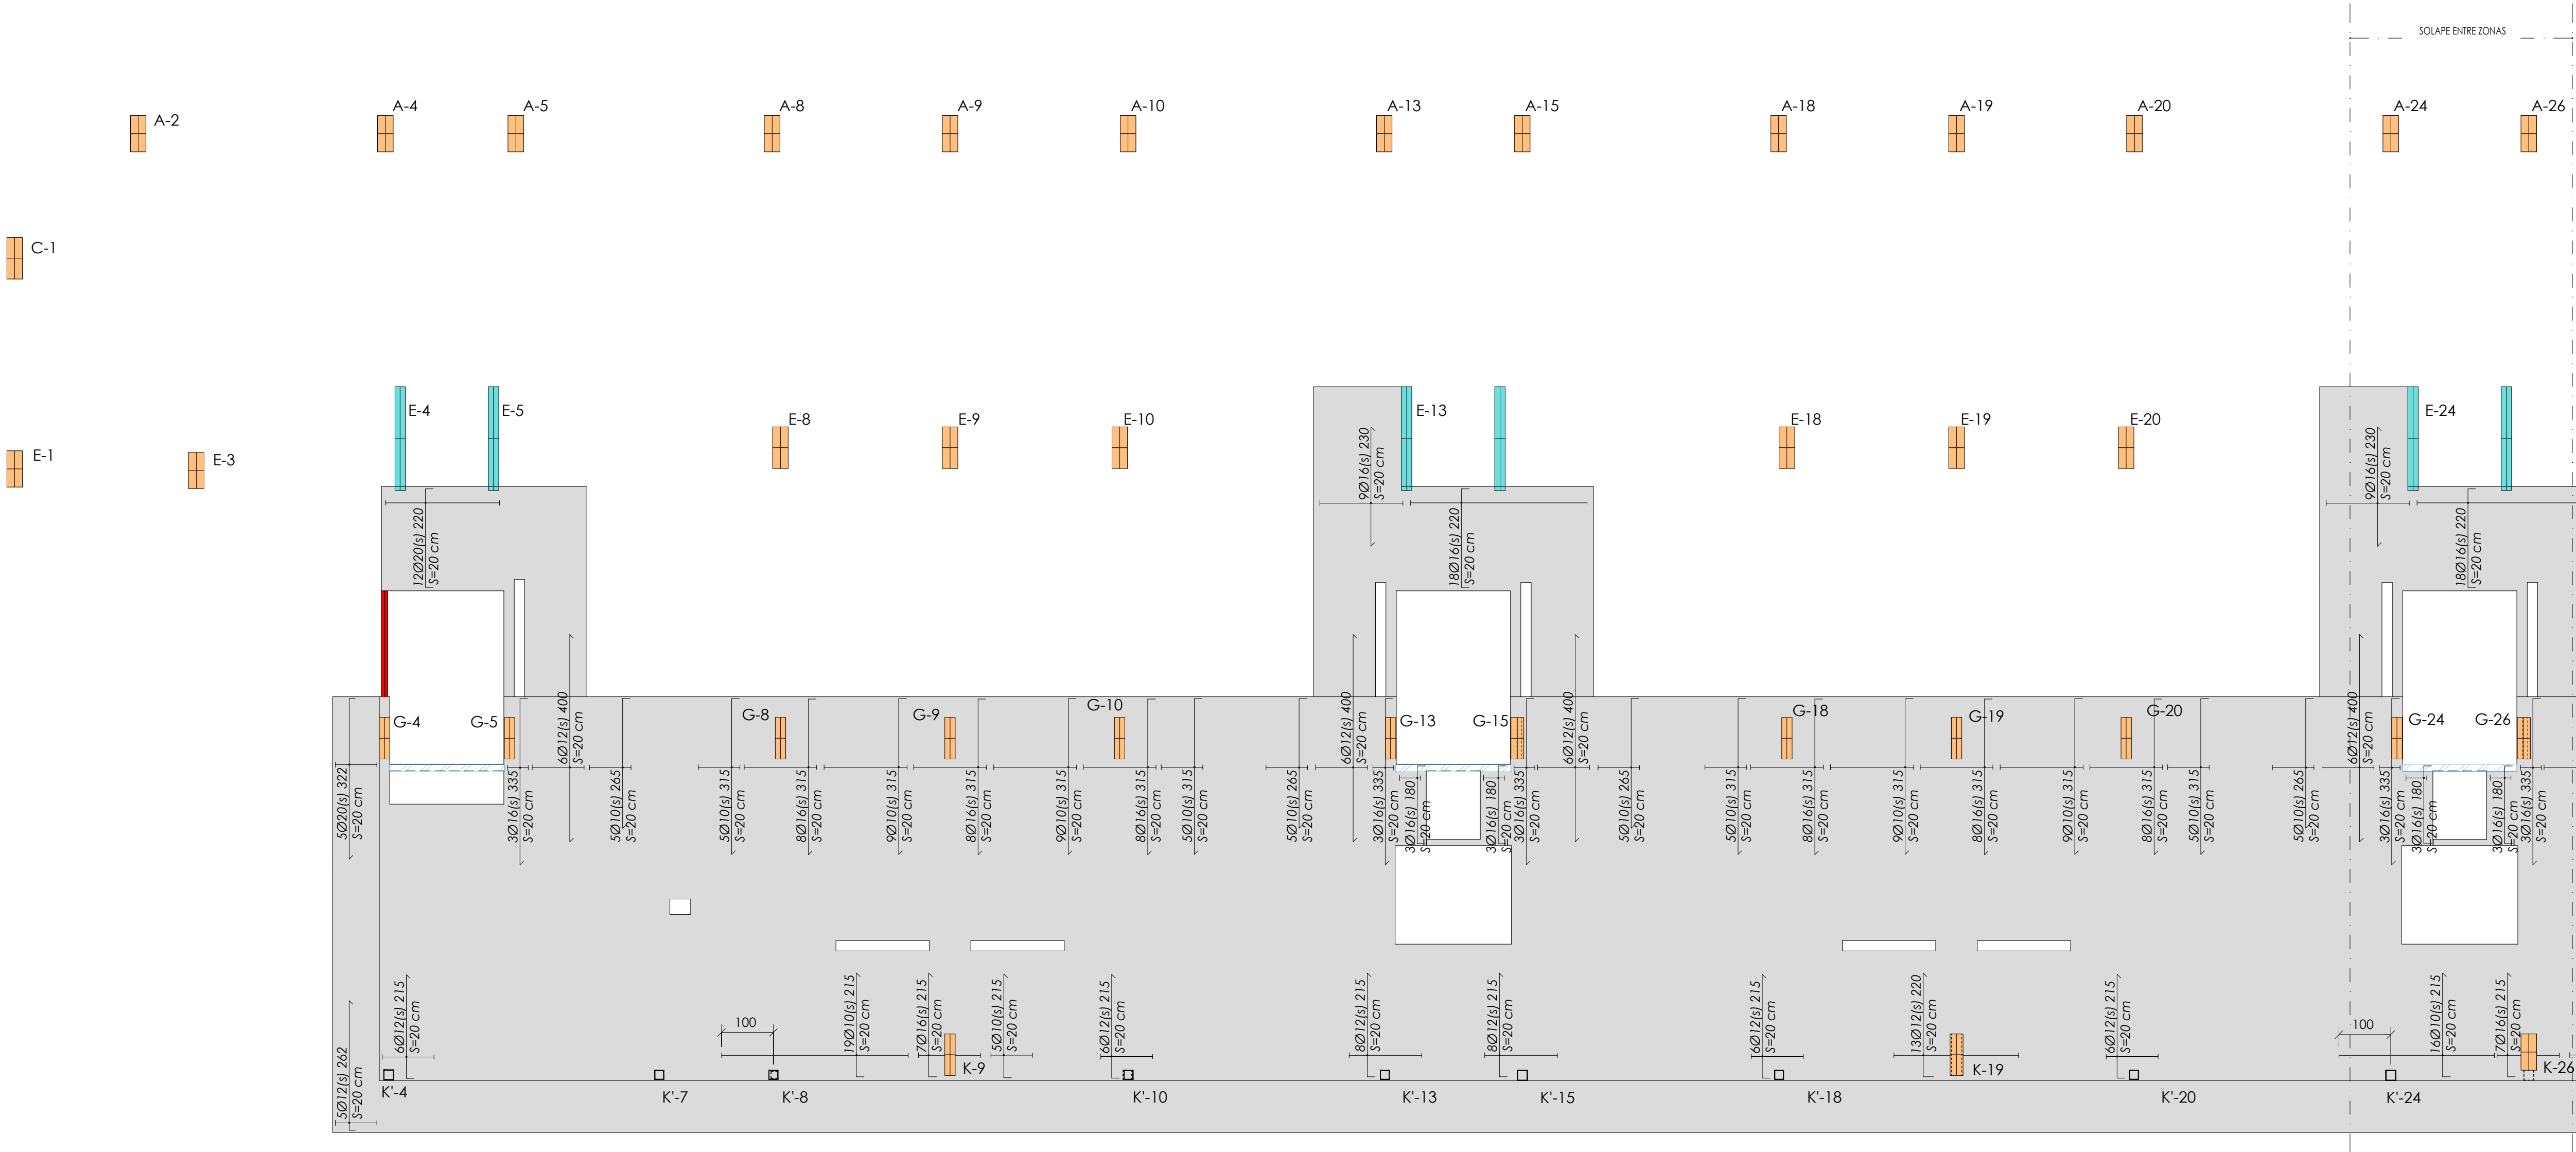 SOLAPE ENTRE ZONAS
A-2
A-4
A-5
A-8
A-9
A-10
A-13
A-15
A-18
A-19
A-20
A-24
A-26
C-1
E-4
E-5
E-13
E-24
E-8
E-9
E-10
E-18
E-19
E-20
E-1
E-3
9Ø16(s) 230
S=20 cm
9Ø16(s) 230
S=20 cm
12Ø20(s) 220
S=20 cm
18Ø16(s) 220
S=20 cm
18Ø16(s) 220
S=20 cm
G-4
G-5
G-8
G-9
G-10
G-13
G-15
G-18
G-19
G-20
G-24
G-26
5Ø20(s) 322
S=20 cm
3Ø16(s) 335
S=20 cm
6Ø12(s) 400
S=20 cm
5Ø10(s) 265
S=20 cm
5Ø10(s) 315
S=20 cm
8Ø16(s) 315
S=20 cm
9Ø10(s) 315
S=20 cm
8Ø16(s) 315
S=20 cm
9Ø10(s) 315
S=20 cm
8Ø16(s) 315
S=20 cm
5Ø10(s) 315
S=20 cm
5Ø10(s) 265
S=20 cm
6Ø12(s) 400
S=20 cm
3Ø16(s) 335
S=20 cm
3Ø16(s) 180
S=20 cm
3Ø16(s) 180
S=20 cm
3Ø16(s) 335
S=20 cm
6Ø12(s) 400
S=20 cm
5Ø10(s) 265
S=20 cm
5Ø10(s) 315
S=20 cm
8Ø16(s) 315
S=20 cm
9Ø10(s) 315
S=20 cm
8Ø16(s) 315
S=20 cm
9Ø10(s) 315
S=20 cm
8Ø16(s) 315
S=20 cm
5Ø10(s) 315
S=20 cm
5Ø10(s) 265
S=20 cm
6Ø12(s) 400
S=20 cm
3Ø16(s) 335
S=20 cm
3Ø16(s) 180
S=20 cm
3Ø16(s) 180
S=20 cm
3Ø16(s) 335
S=20 cm
5Ø12(s) 262
S=20 cm
6Ø12(s) 215
S=20 cm
100
19Ø10(s) 215
S=20 cm
7Ø16(s) 215
S=20 cm
5Ø10(s) 215
S=20 cm
6Ø12(s) 215
S=20 cm
8Ø12(s) 215
S=20 cm
8Ø12(s) 215
S=20 cm
6Ø12(s) 215
S=20 cm
13Ø12(s) 220
S=20 cm
6Ø12(s) 215
S=20 cm
100
16Ø10(s) 215
S=20 cm
7Ø16(s) 215
S=20 cm
K-9
K-19
K-26
K'-4
K'-7
K'-8
K'-10
K'-13
K'-15
K'-18
K'-20
K'-24